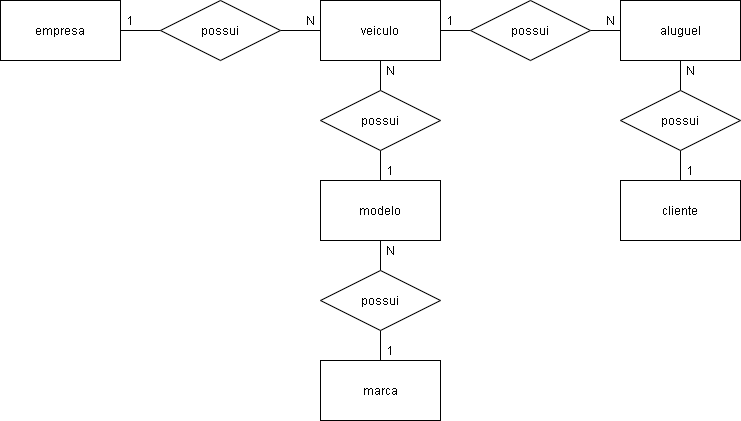 empresa 1 possui N veiculo 1 possui N aluguel
N N
possui possui
1 1
modelo cliente
N
possui
1
marca